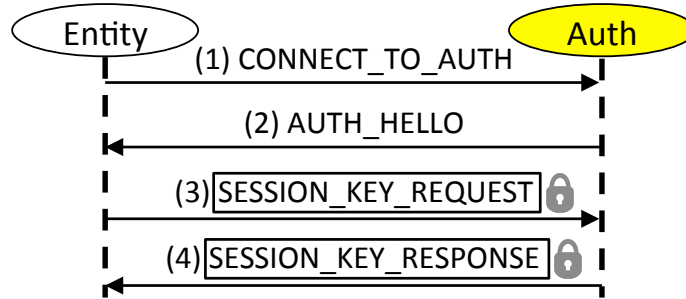 Entity
Auth
(1) CONNECT_TO_AUTH
(2) AUTH_HELLO
(3) SESSION_KEY_REQUEST
(4) SESSION_KEY_RESPONSE